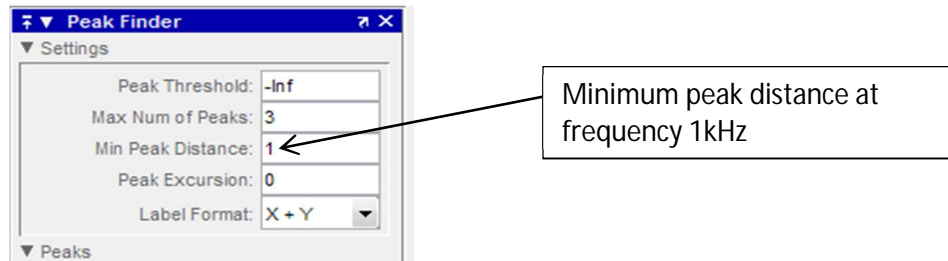 Peak Finder
Settings
Peak Threshold: -Inf
Max Num of Peaks: 3
Min Peak Distance: 1
Peak Excursion: 0
Label Format: X + Y
Peaks
Minimum peak distance at
frequency 1kHz